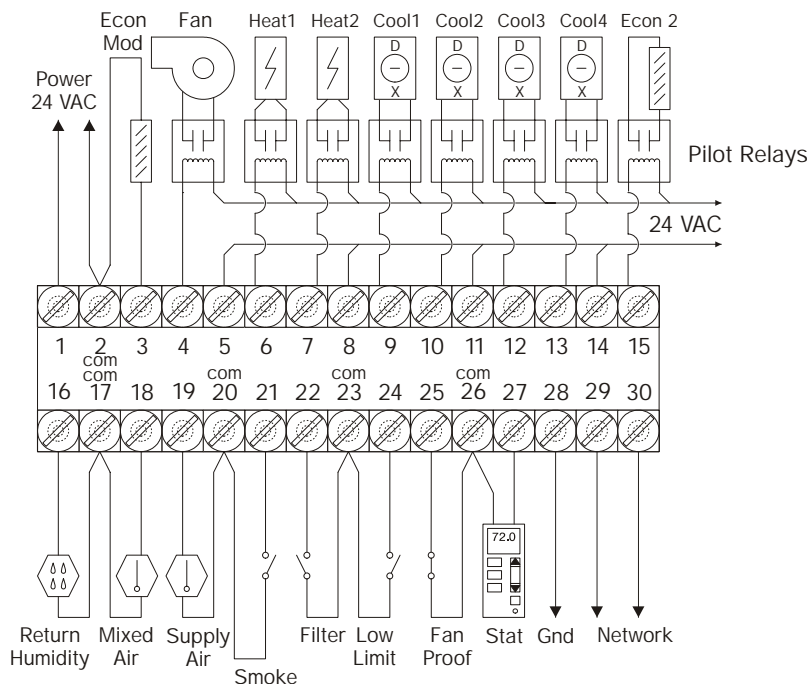 Econ Mod
Fan
Heat1
Heat2
Cool1
Cool2
Cool3
Cool4
Econ 2
Power 24 VAC
D
D
D
D
X
X
X
X
Pilot Relays
24 VAC
1 2 3 4 5 6 7 8 9 10 11 12 13 14 15
com
com com com com
16 17 18 19 20 21 22 23 24 25 26 27 28 29 30
72.0
Return Humidity
Mixed Air
Supply Air
Smoke
Filter
Low Limit
Fan Proof
Stat
Gnd
Network